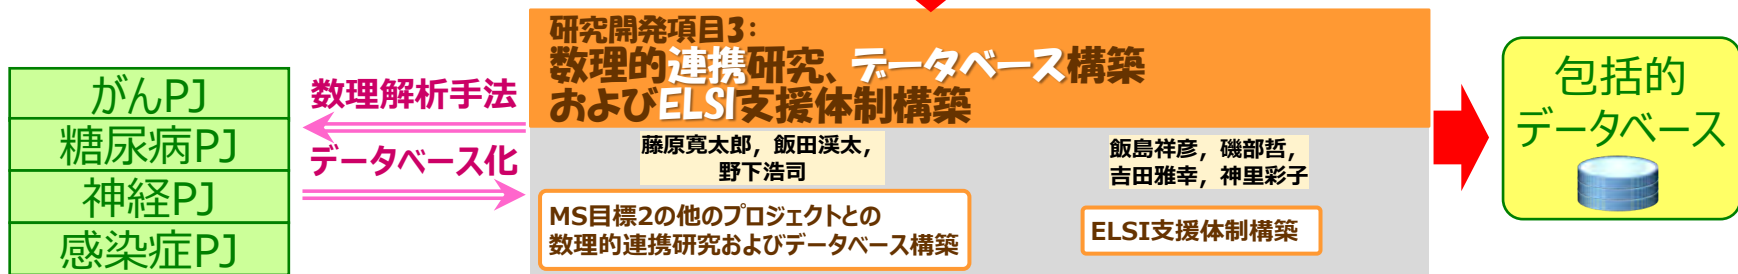 がんPJ
糖尿病PJ
神経PJ
感染症PJ
数理解析手法
データベース化
研究開発項目3:
数理的連携研究、データベース構築
およびELSI支援体制構築
藤原寛太郎, 飯田渓太,
野下浩司
MS目標2の他のプロジェクトとの
数理的連携研究およびデータベース構築
飯島祥彦, 磯部哲,
吉田雅幸, 神里彩子
ELSI支援体制構築
包括的
データベース